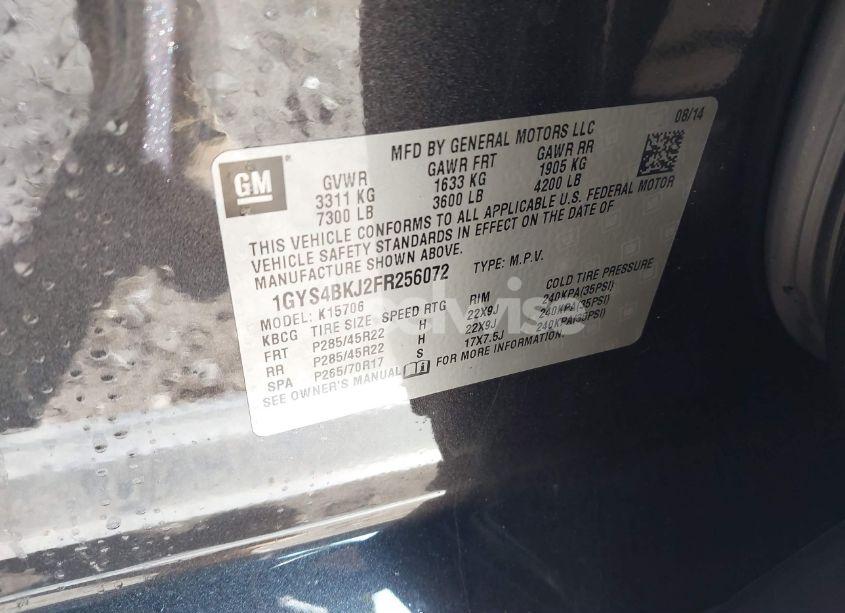 08/14
MFD BY GENERAL MOTORS LLC
GM
GVWR GAWR FRT GAWR RR
3311 KG 1633 KG 1905 KG
7300 LB 3600 LB 4200 LB
THIS VEHICLE CONFORMS TO ALL APPLICABLE U.S. FEDERAL MOTOR
VEHICLE SAFETY STANDARDS IN EFFECT ON THE DATE OF
MANUFACTURE SHOWN ABOVE.
1GYS4BKJ2FR256072 TYPE: M.P.V.
MODEL: K15706
KBCG TIRE SIZE SPEED RTG RIM COLD TIRE PRESSURE
FRT P285/45R22 H 22X9J 240KPA(35PSI)
RR P285/45R22 H 22X9J 240KPA(35PSI)
SPA P265/70R17 S 17X7.5J 240KPA(35PSI)
SEE OWNER'S MANUAL FOR MORE INFORMATION.